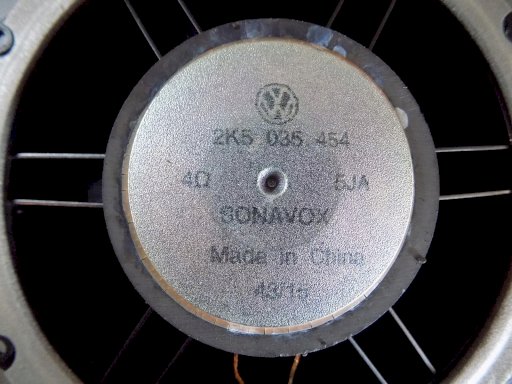 2K5 035 454
4Ω 5JA
SONAVOX
Made in China
43/15